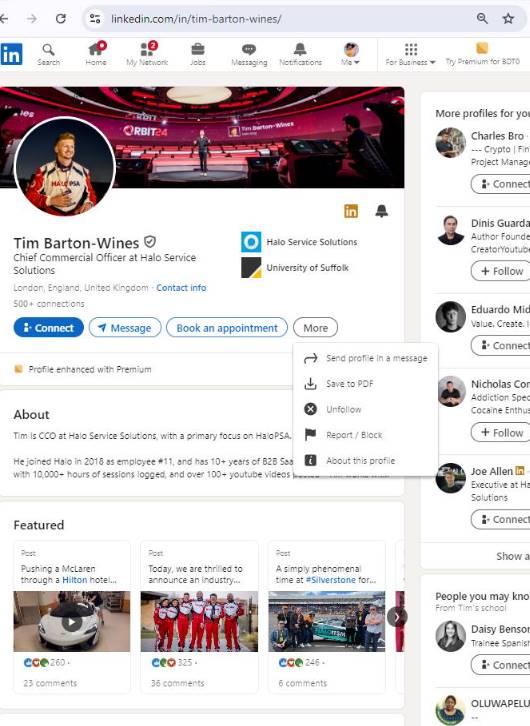 linkedin.com/in/tim-barton-wines/
in
Search
Home
2
My Network
Jobs
Messaging
Notifications
Me
For Business
Try Premium for BDT0
ORBIT24
Tim Barton-Wines
HALOPSA
in
Tim Barton-Wines
Chief Commercial Officer at Halo Service
Solutions
London, England, United Kingdom · Contact info
500+ connections
Halo Service Solutions
University of Suffolk
Connect
Message
Book an appointment
More
Send profile in a message
Save to PDF
Unfollow
Report / Block
About this profile
Profile enhanced with Premium
About
Tim is CCO at Halo Service Solutions, with a primary focus on HaloPSA.
He joined Halo in 2018 as employee #11, and has 10+ years of B2B Saa
with 10,000+ hours of sessions logged, and over 100+ youtube videos
Featured
Post
Pushing a McLaren
through a Hilton hotel...
260 ·
23 comments
Post
Today, we are thrilled to
announce an industry...
325 ·
36 comments
Post
A simply phenomenal
time at #Silverstone for...
246 ·
6 comments
More profiles for you
Charles Bro ·
--- Crypto | Fin
Project Manage
Connect
Dinis Guarda
Author Founde
CreatorYoutube
+ Follow
Eduardo Mid
Value. Create. I
Connect
Nicholas Con
Addiction Spec
Cocaine Enthus
+ Follow
Joe Allen in ·
Executive at Ha
Solutions
Connect
Show a
People you may kno
From Tim's school
Daisy Benson
Trainee Spanish
Connect
OLUWAPELU
--